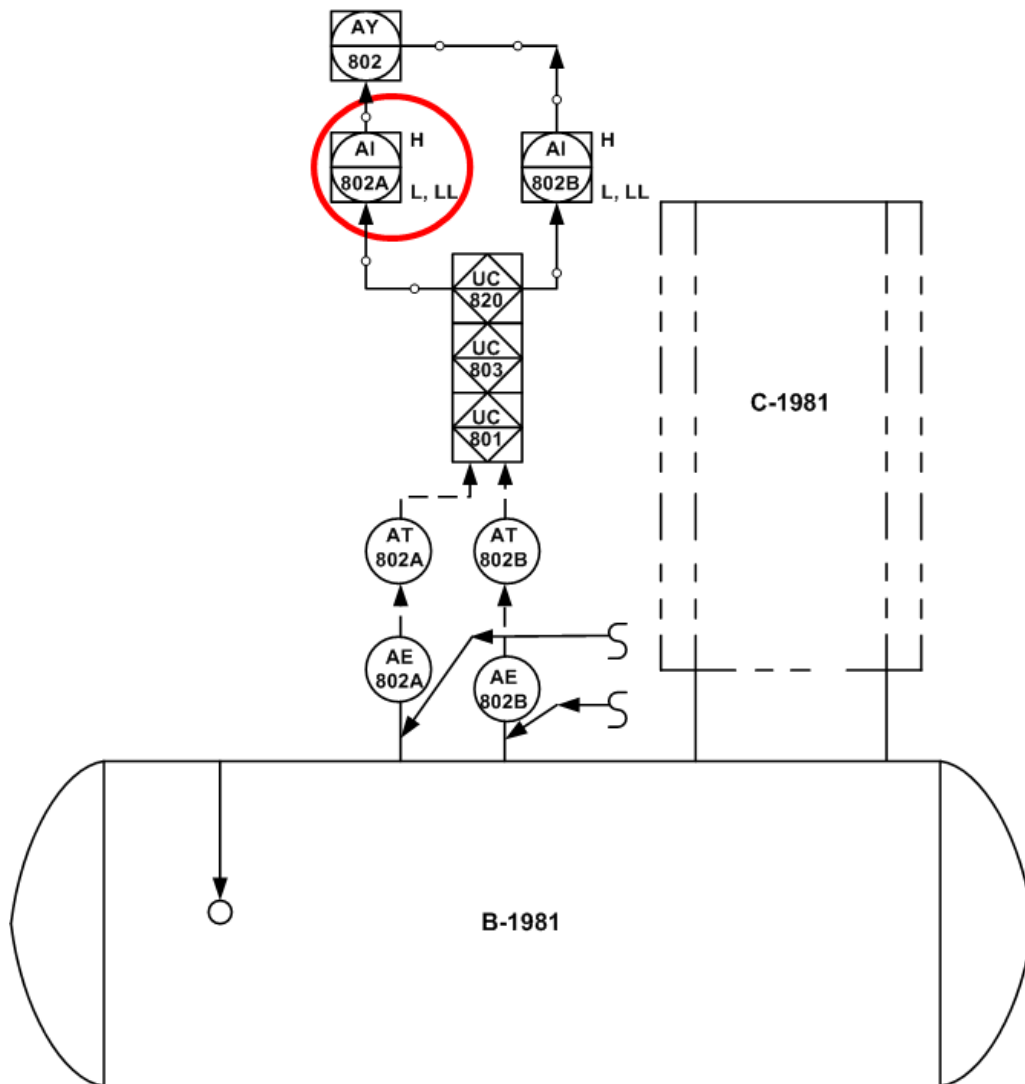 AY
802
AI
802A
H
L, LL
AI
802B
H
L, LL
UC
820
UC
803
UC
801
C-1981
AT
802A
AT
802B
AE
802A
AE
802B
B-1981